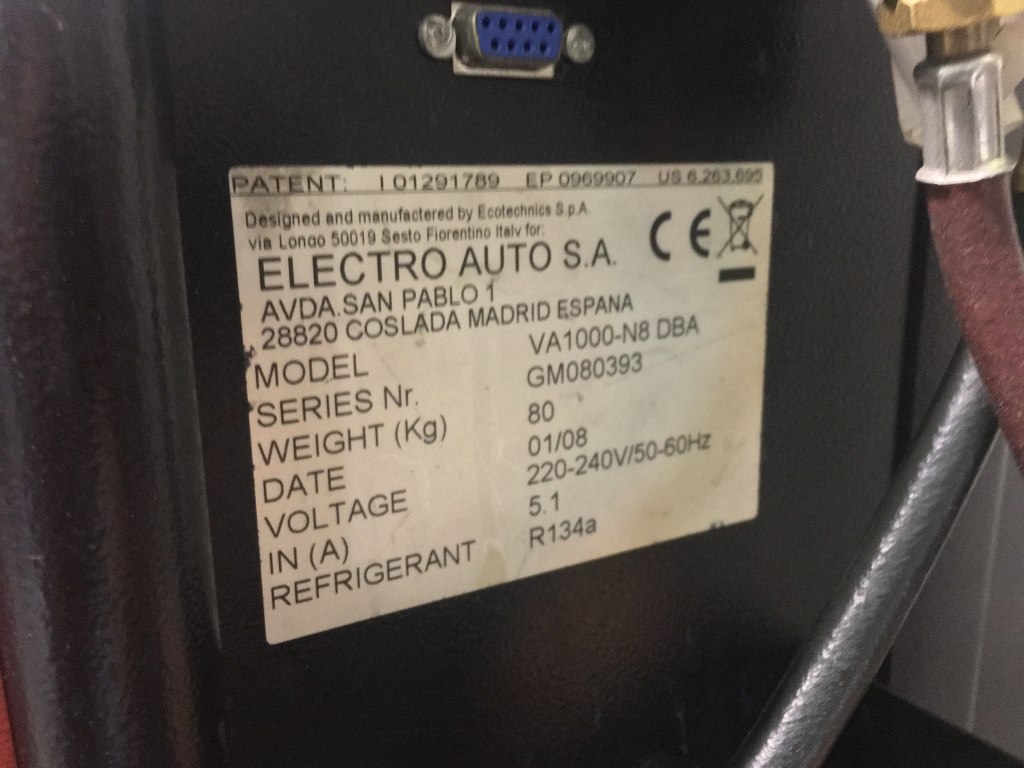 PATENT: I 01291789 EP 0969907 US 6,263,695
Designed and manufactured by Ecotechnics S.p.A.
via Longo 50019 Sesto Fiorentino Italy for:
ELECTRO AUTO S.A.
CE
AVDA.SAN PABLO 1
28820 COSLADA MADRID ESPANA
MODEL VA1000-N8 DBA
SERIES Nr. GM080393
WEIGHT (Kg) 80
DATE 01/08
VOLTAGE 220-240V/50-60Hz
IN (A) 5.1
REFRIGERANT R134a